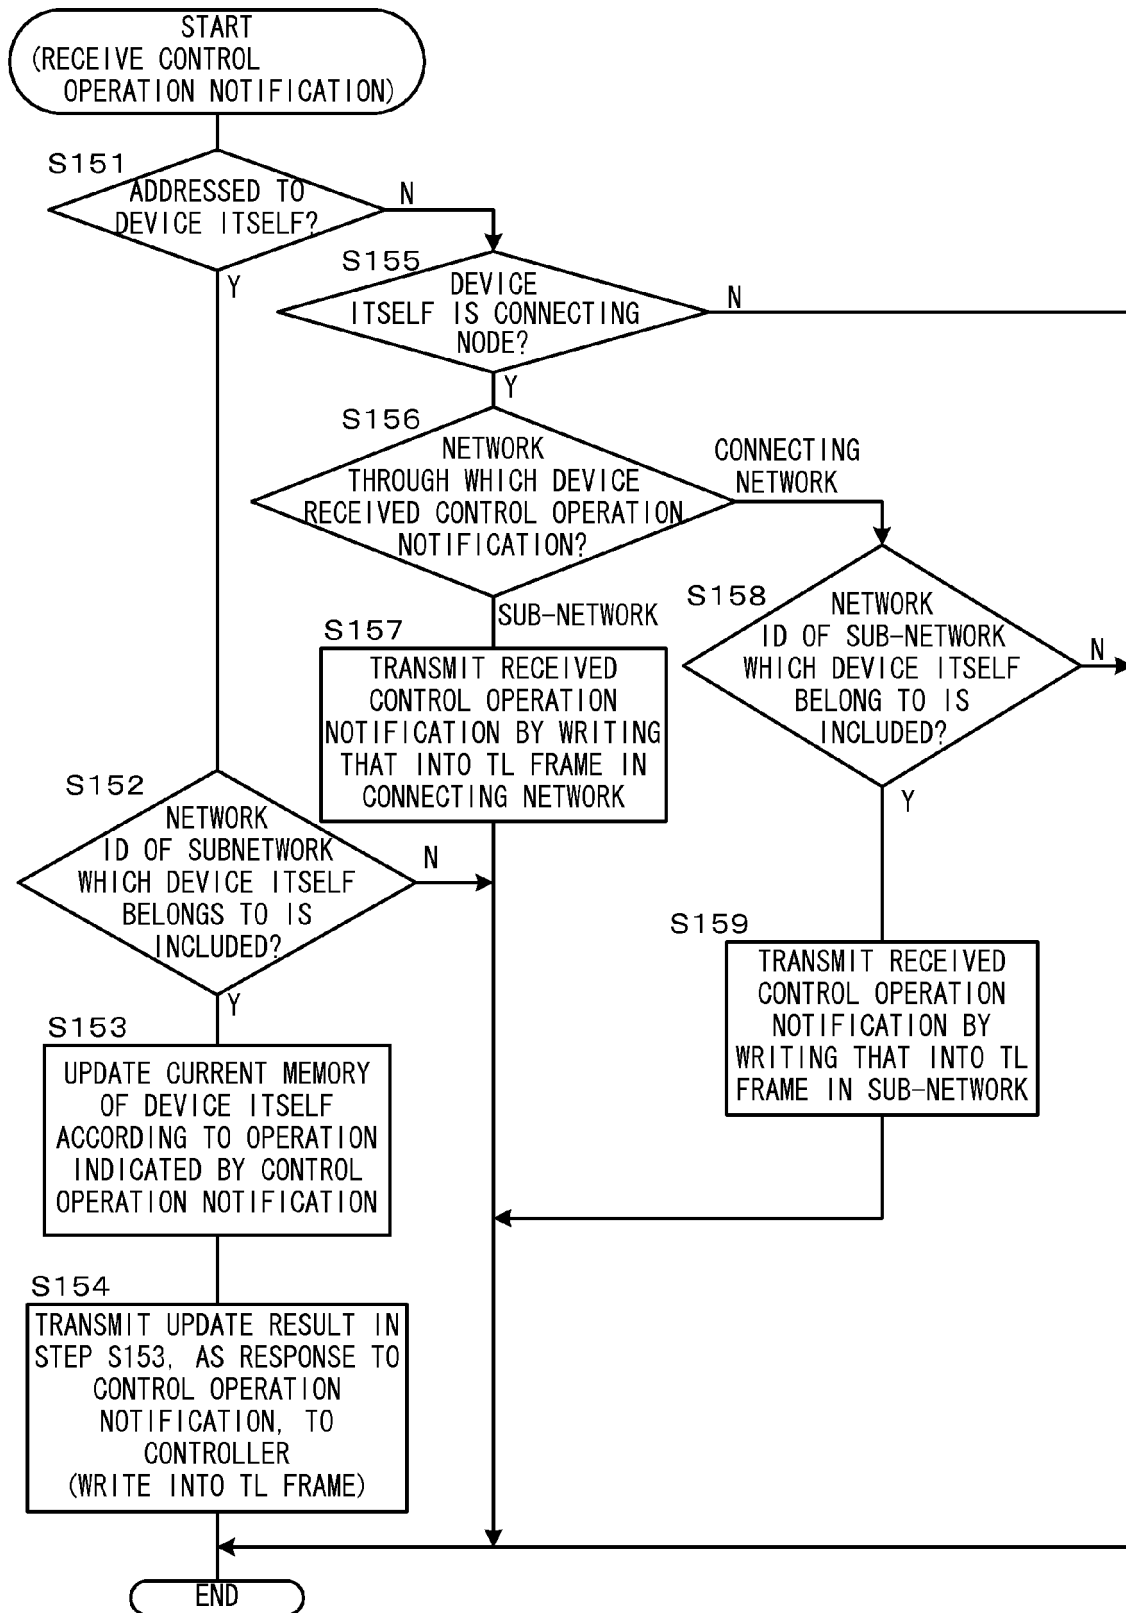 START
(RECEIVE CONTROL
OPERATION NOTIFICATION)
S151
ADDRESSED TO
DEVICE ITSELF?
N
Y
S155
DEVICE
ITSELF IS CONNECTING
NODE?
N
Y
S156
NETWORK
THROUGH WHICH DEVICE
RECEIVED CONTROL OPERATION
NOTIFICATION?
CONNECTING
NETWORK
SUB-NETWORK
S157
TRANSMIT RECEIVED
CONTROL OPERATION
NOTIFICATION BY WRITING
THAT INTO TL FRAME IN
CONNECTING NETWORK
S158
NETWORK
ID OF SUB-NETWORK
WHICH DEVICE ITSELF
BELONG TO IS
INCLUDED?
N
Y
S152
NETWORK
ID OF SUBNETWORK
WHICH DEVICE ITSELF
BELONGS TO IS
INCLUDED?
N
Y
S159
TRANSMIT RECEIVED
CONTROL OPERATION
NOTIFICATION BY
WRITING THAT INTO TL
FRAME IN SUB-NETWORK
S153
UPDATE CURRENT MEMORY
OF DEVICE ITSELF
ACCORDING TO OPERATION
INDICATED BY CONTROL
OPERATION NOTIFICATION
S154
TRANSMIT UPDATE RESULT IN
STEP S153, AS RESPONSE TO
CONTROL OPERATION
NOTIFICATION, TO
CONTROLLER
(WRITE INTO TL FRAME)
END